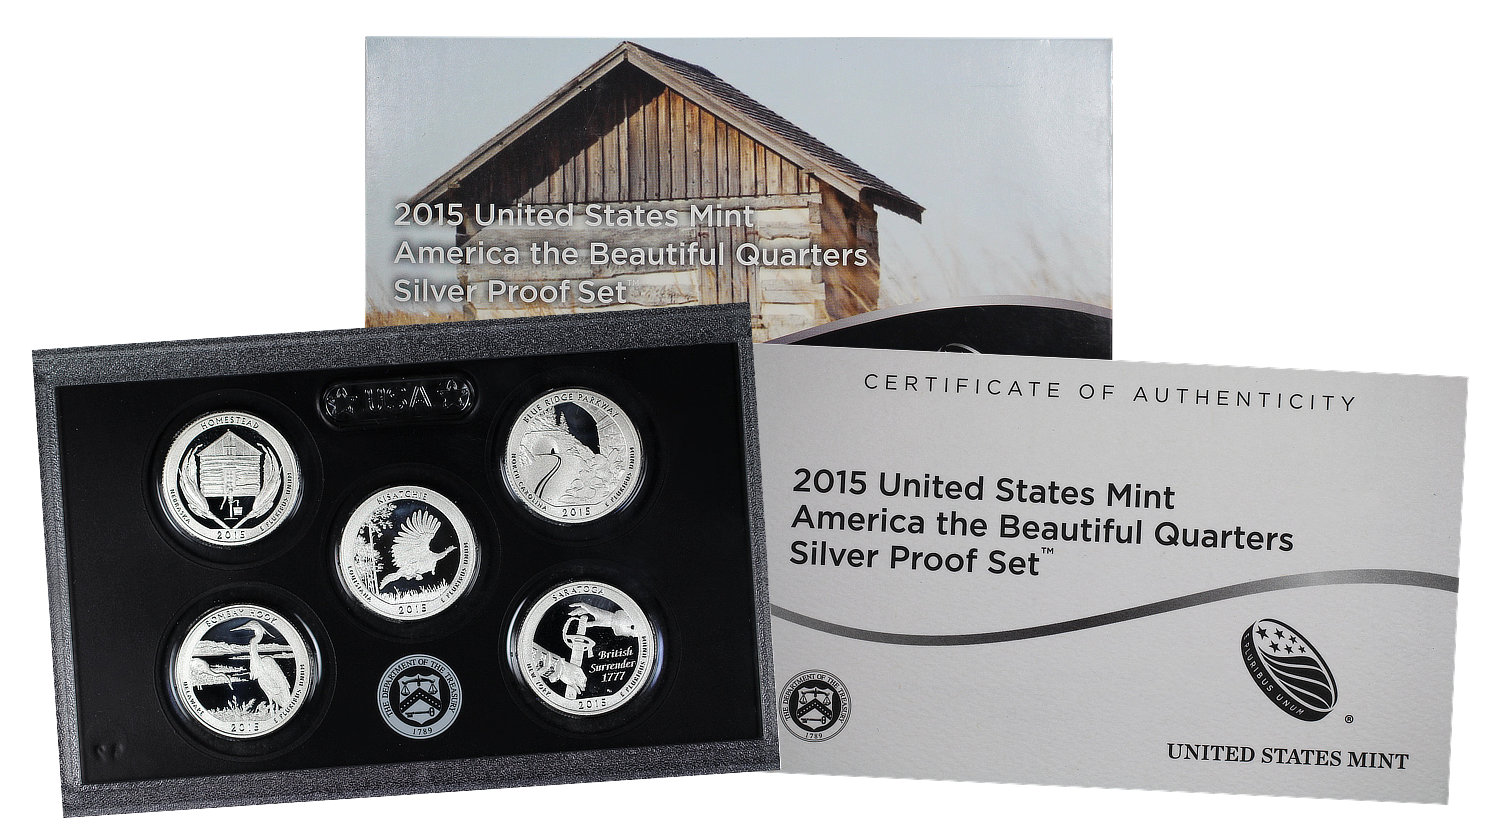 2015 United States Mint
America the Beautiful Quarters
Silver Proof Set™
USA
HOMESTEAD
NEBRASKA
E PLURIBUS UNUM
2015
BLUE RIDGE PARKWAY
NORTH CAROLINA
E PLURIBUS UNUM
2015
KISATCHIE
LOUISIANA
E PLURIBUS UNUM
2015
BOMBAY HOOK
DELAWARE
E PLURIBUS UNUM
2015
SARATOGA
British
Surrender
1777
NEW YORK
E PLURIBUS UNUM
2015
THE DEPARTMENT OF THE TREASURY
1789
CERTIFICATE OF AUTHENTICITY
2015 United States Mint
America the Beautiful Quarters
Silver Proof Set™
THE DEPARTMENT OF THE TREASURY
1789
PLURIBUS UNUM
®
UNITED STATES MINT